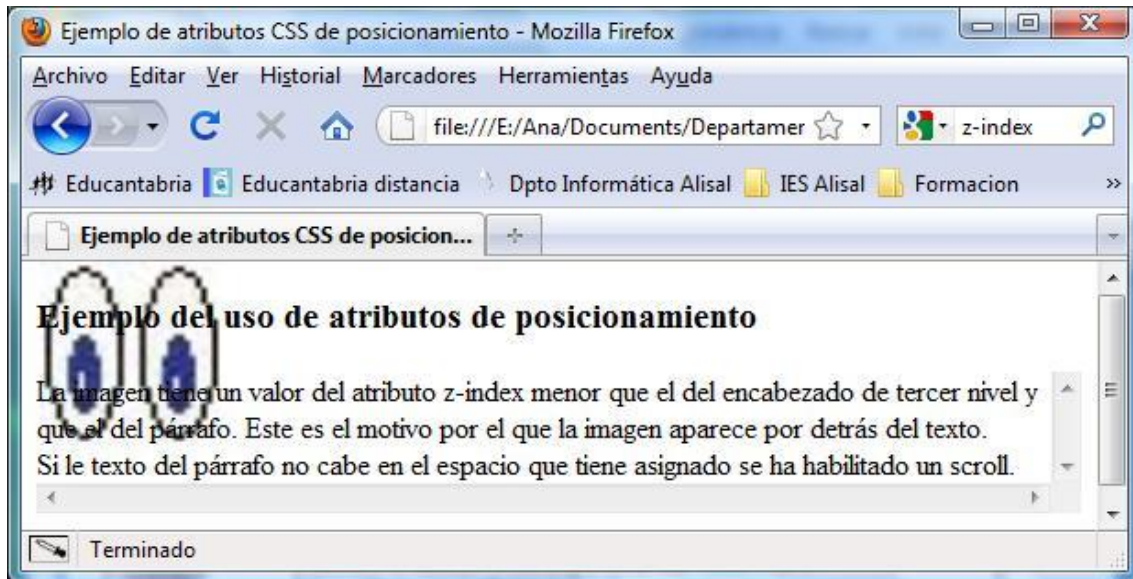 Ejemplo de atributos CSS de posicionamiento - Mozilla Firefox
Archivo Editar Ver Historial Marcadores Herramientas Ayuda
file:///E:/Ana/Documents/Departamer z-index
Educantabria Educantabria distancia Dpto Informática Alisal IES Alisal Formacion »
Ejemplo de atributos CSS de posicion...
Ejemplo del uso de atributos de posicionamiento
La imagen tiene un valor del atributo z-index menor que el del encabezado de tercer nivel y
que el del párrafo. Este es el motivo por el que la imagen aparece por detrás del texto.
Si le texto del párrafo no cabe en el espacio que tiene asignado se ha habilitado un scroll.
Terminado